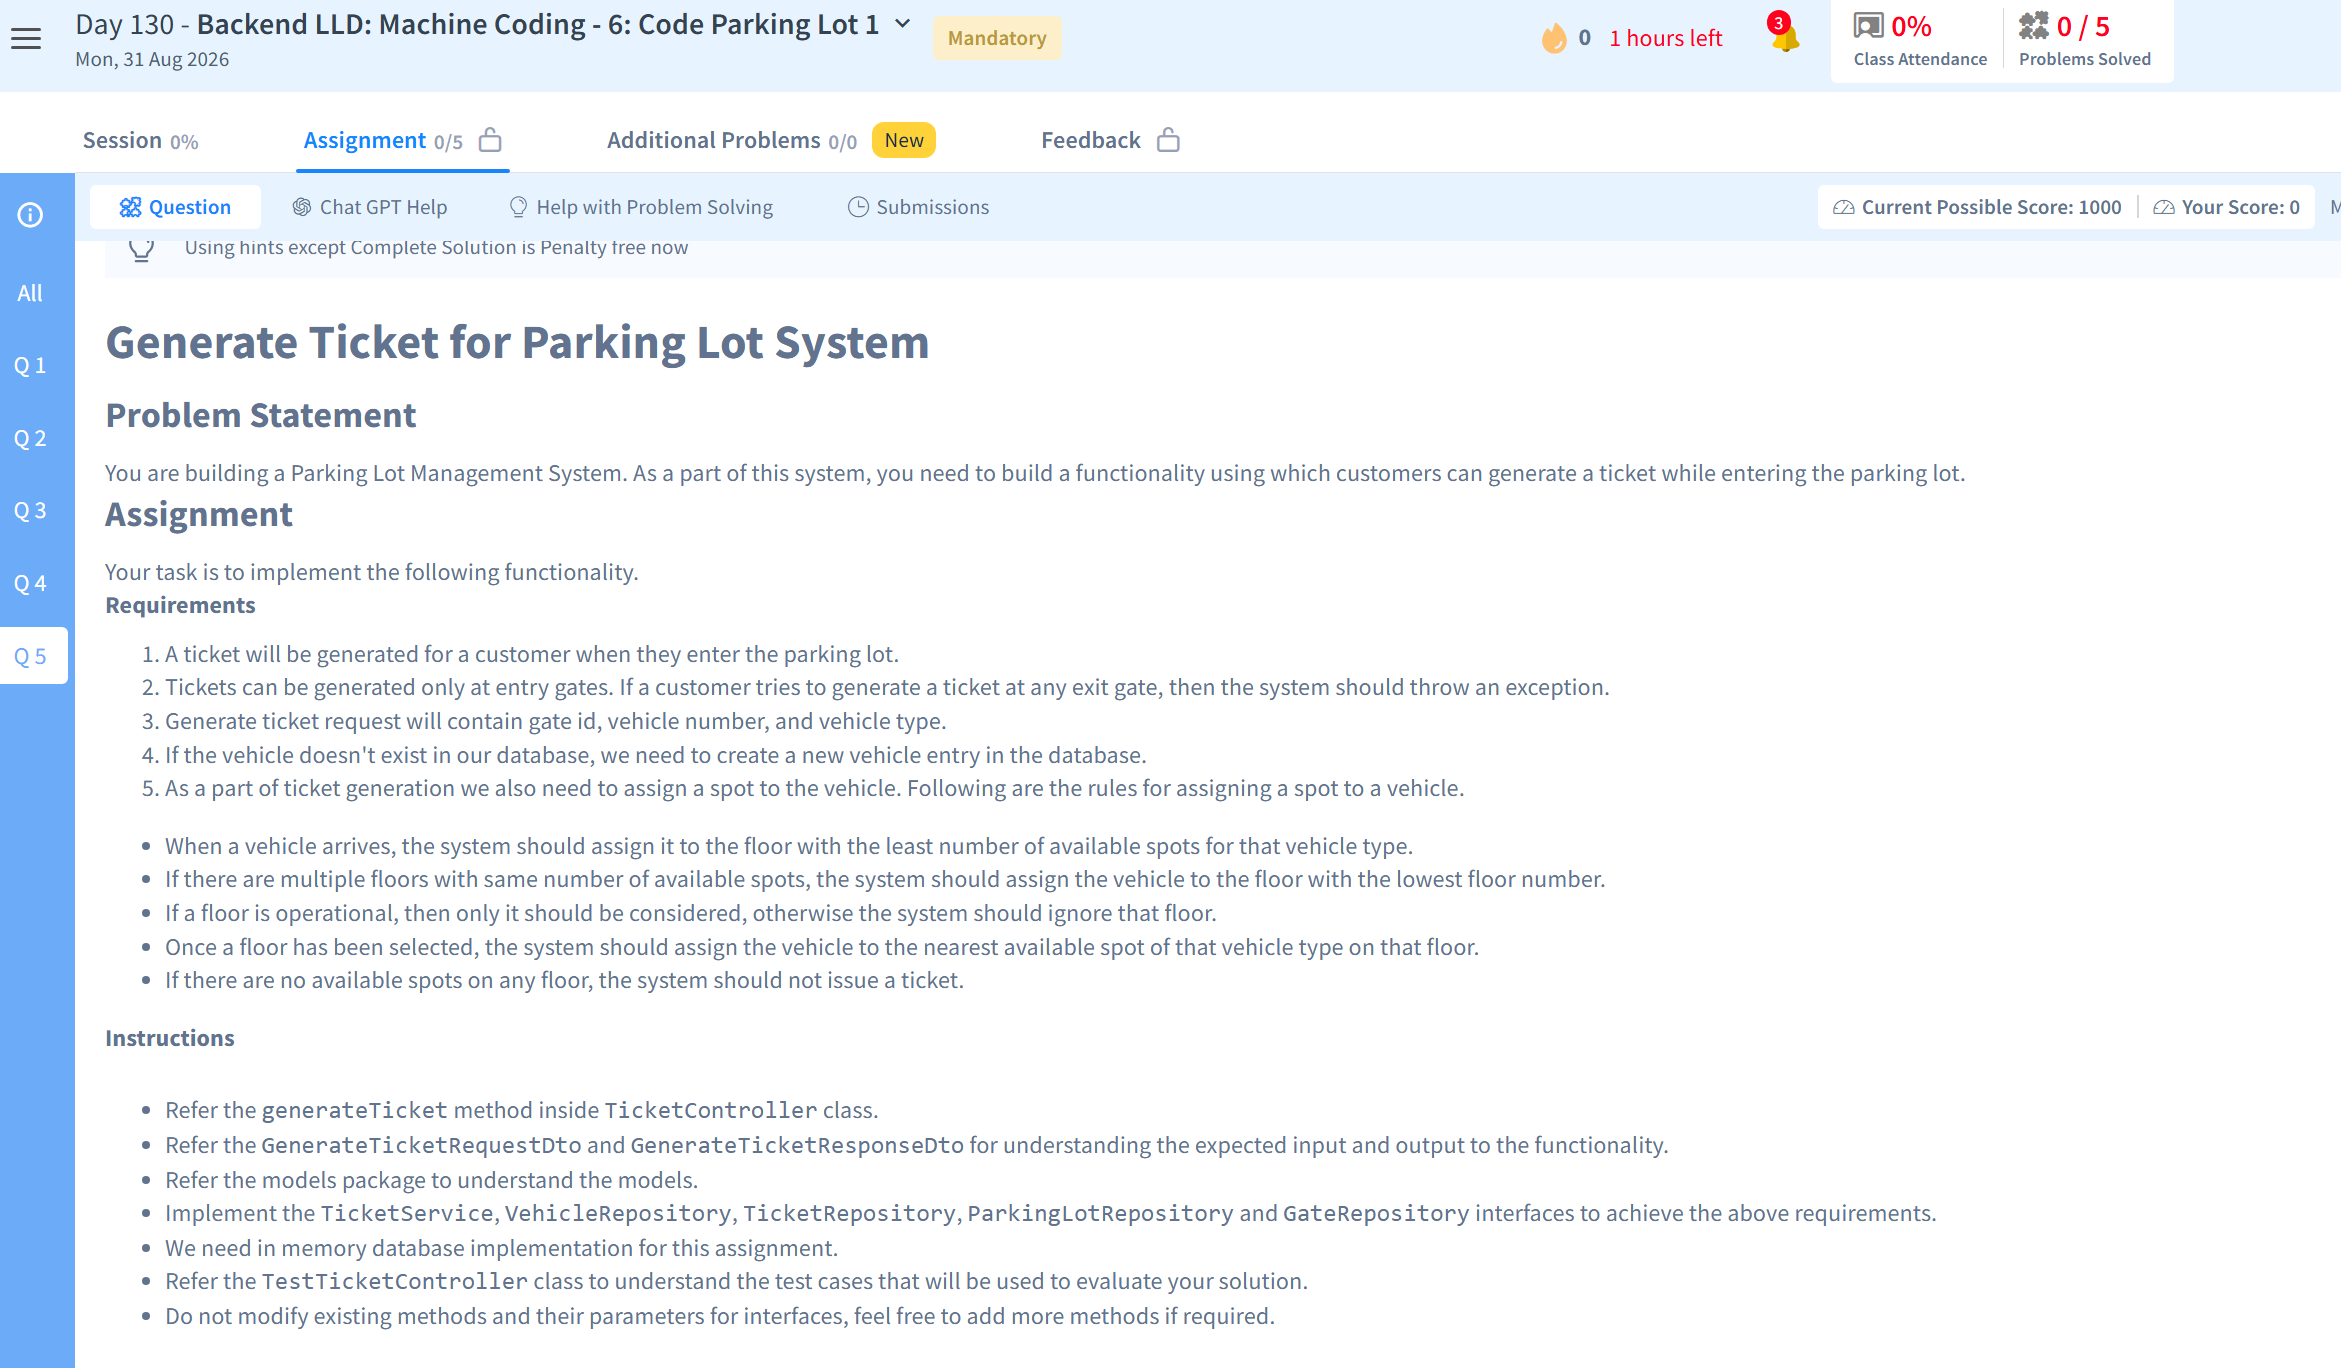 Day 130 - Backend LLD: Machine Coding - 6: Code Parking Lot 1
Mandatory
Mon, 31 Aug 2026
0
1 hours left
3
0%
Class Attendance
0 / 5
Problems Solved
Session 0%
Assignment 0/5
Additional Problems 0/0
New
Feedback
Question
Chat GPT Help
Help with Problem Solving
Submissions
Current Possible Score: 1000
Your Score: 0
M
Using hints except Complete Solution is Penalty free now
All
Q 1
Q 2
Q 3
Q 4
Q 5
Generate Ticket for Parking Lot System
Problem Statement
You are building a Parking Lot Management System. As a part of this system, you need to build a functionality using which customers can generate a ticket while entering the parking lot.
Assignment
Your task is to implement the following functionality.
Requirements
1. A ticket will be generated for a customer when they enter the parking lot.
2. Tickets can be generated only at entry gates. If a customer tries to generate a ticket at any exit gate, then the system should throw an exception.
3. Generate ticket request will contain gate id, vehicle number, and vehicle type.
4. If the vehicle doesn't exist in our database, we need to create a new vehicle entry in the database.
5. As a part of ticket generation we also need to assign a spot to the vehicle. Following are the rules for assigning a spot to a vehicle.
• When a vehicle arrives, the system should assign it to the floor with the least number of available spots for that vehicle type.
• If there are multiple floors with same number of available spots, the system should assign the vehicle to the floor with the lowest floor number.
• If a floor is operational, then only it should be considered, otherwise the system should ignore that floor.
• Once a floor has been selected, the system should assign the vehicle to the nearest available spot of that vehicle type on that floor.
• If there are no available spots on any floor, the system should not issue a ticket.
Instructions
• Refer the generateTicket method inside TicketController class.
• Refer the GenerateTicketRequestDto and GenerateTicketResponseDto for understanding the expected input and output to the functionality.
• Refer the models package to understand the models.
• Implement the TicketService, VehicleRepository, TicketRepository, ParkingLotRepository and GateRepository interfaces to achieve the above requirements.
• We need in memory database implementation for this assignment.
• Refer the TestTicketController class to understand the test cases that will be used to evaluate your solution.
• Do not modify existing methods and their parameters for interfaces, feel free to add more methods if required.